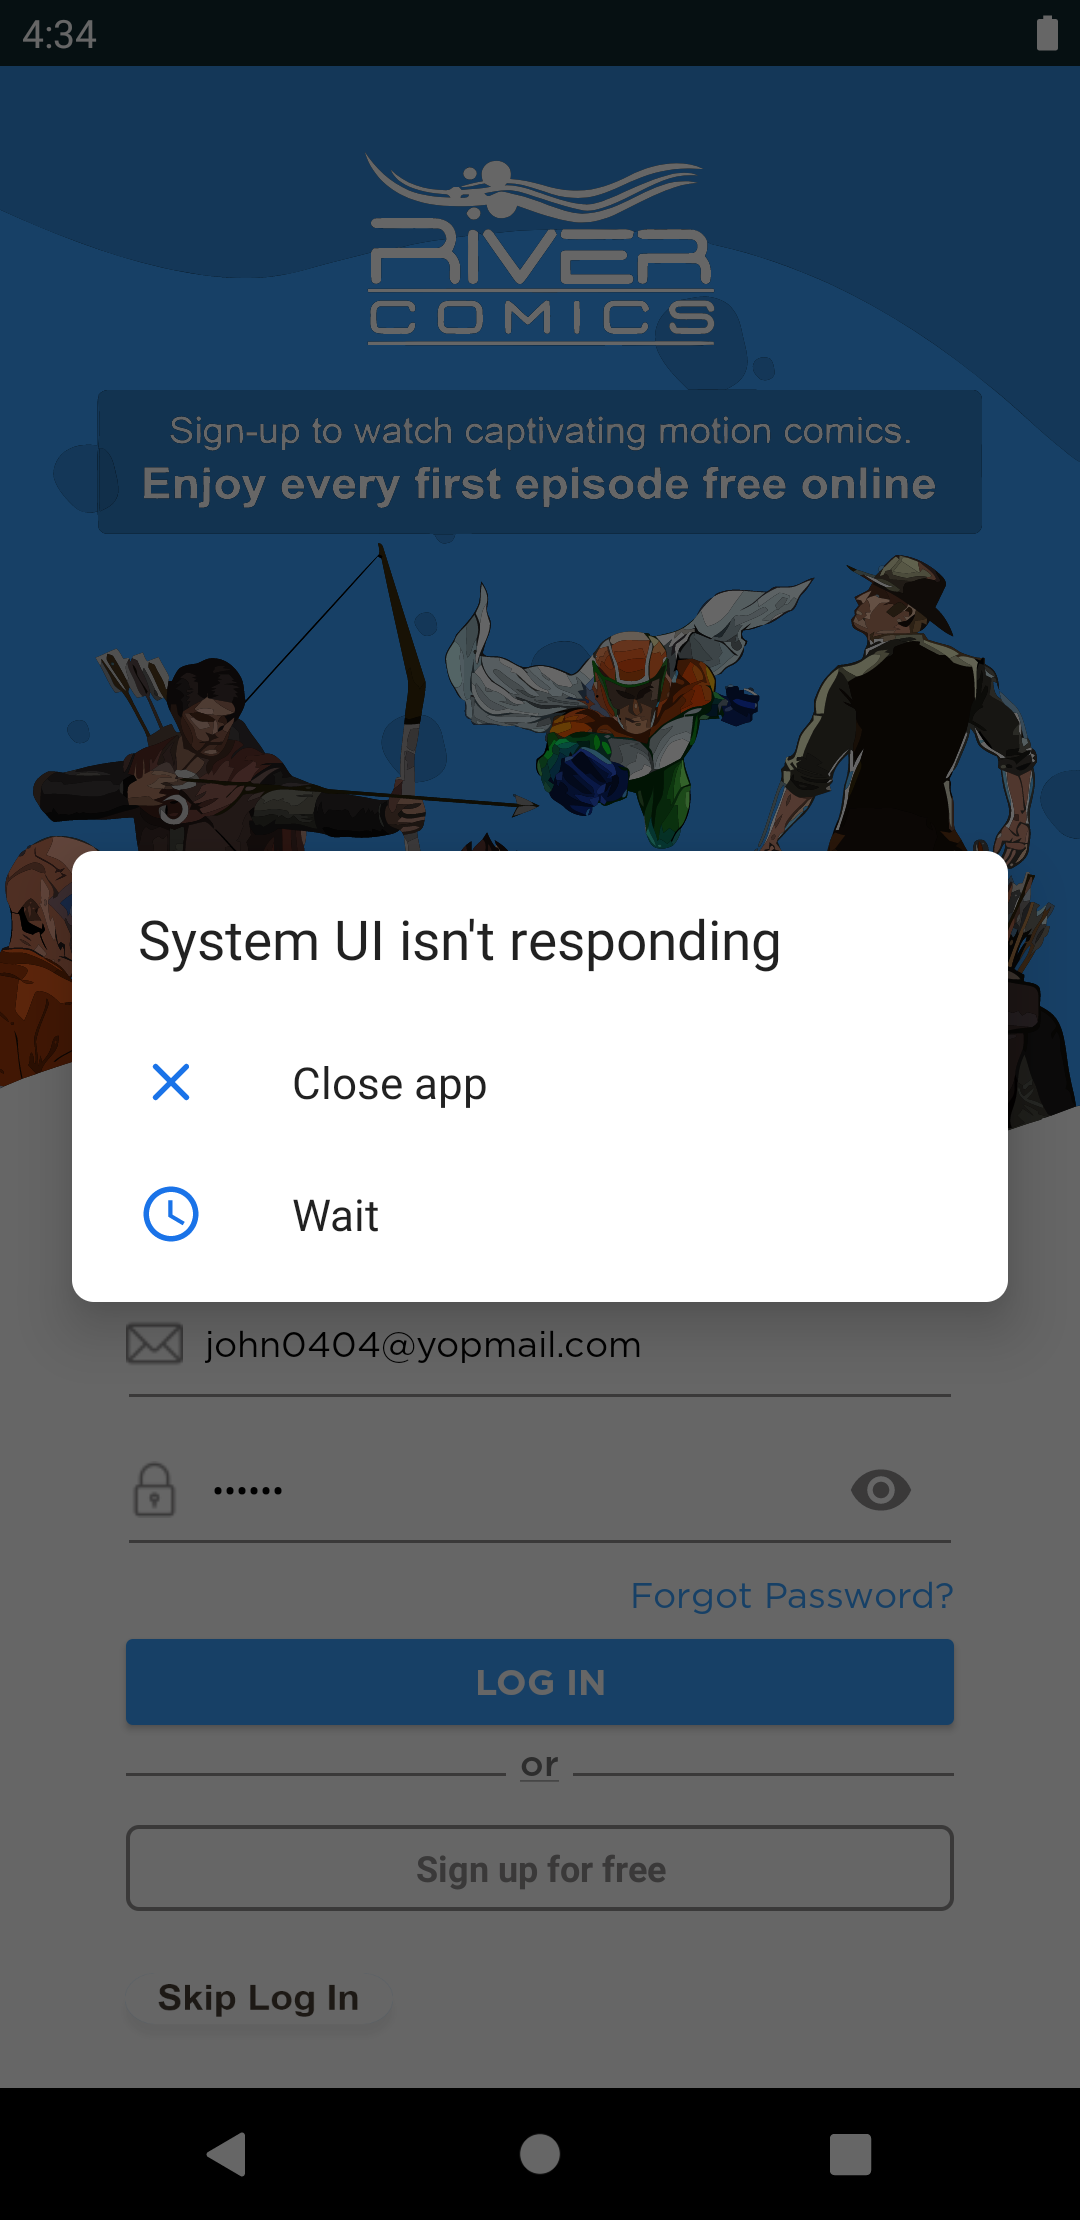 4:34
RiVER
COMICS
Sign-up to watch captivating motion comics.
Enjoy every first episode free online
System UI isn't responding
Close app
Wait
john0404@yopmail.com
••••••
Forgot Password?
LOG IN
or
Sign up for free
Skip Log In